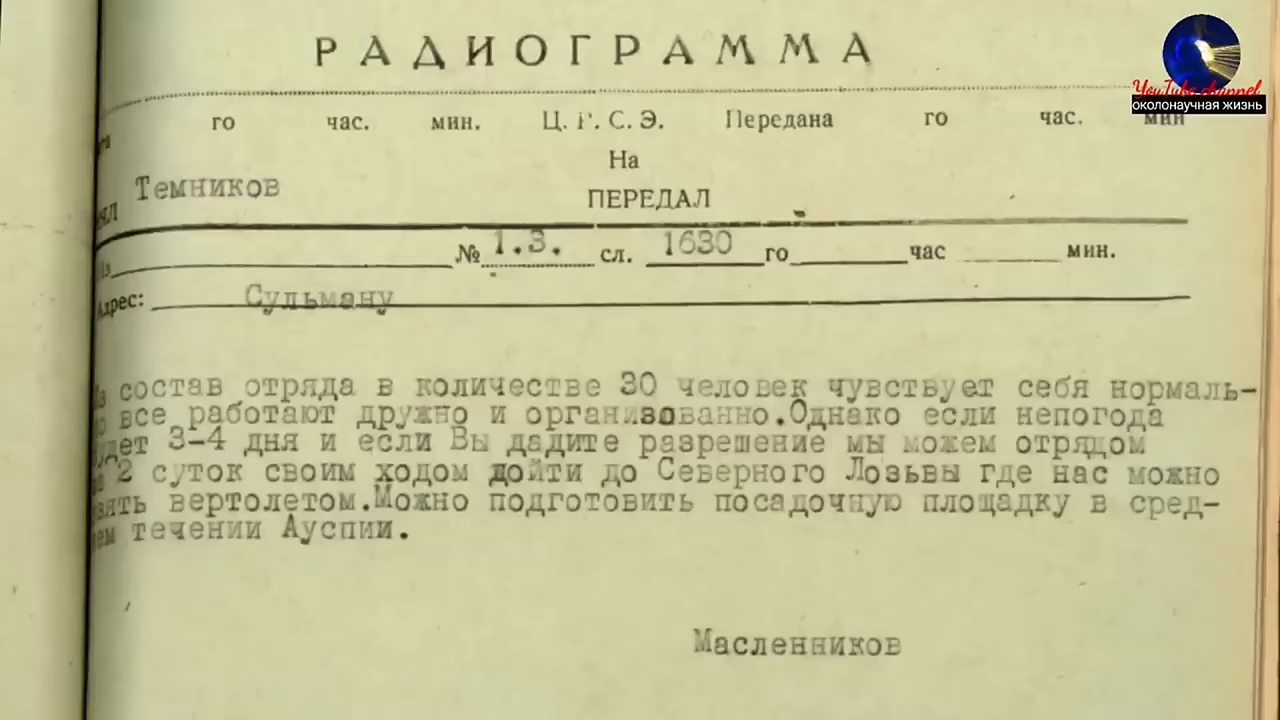 РАДИОГРАММА
YouTube channel
околонаучная жизнь
го час. мин. Ц. Р. С. Э. Передана го час. мин
На
Темников
ПЕРЕДАЛ
№ 1.3. сл. 1630 го час мин.
Адрес: Сульману
состав отряда в количестве 30 человек чувствует себя нормаль-
все работают дружно и организованно.Однако если непогода
3-4 дня и если Вы дадите разрешение мы можем отрядом
2 суток своим ходом дойти до Северного Лозьвы где нас можно
вертолетом.Можно подготовить посадочную площадку в сред-
течении Ауспии.
Масленников